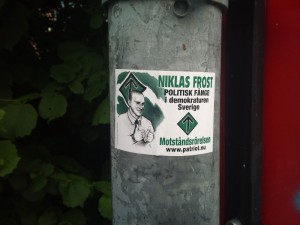 NIKLAS FROST
POLITISK FÅNGE
i demokraturen
Sverige
Motståndsrörelsen
www.patriot.nu